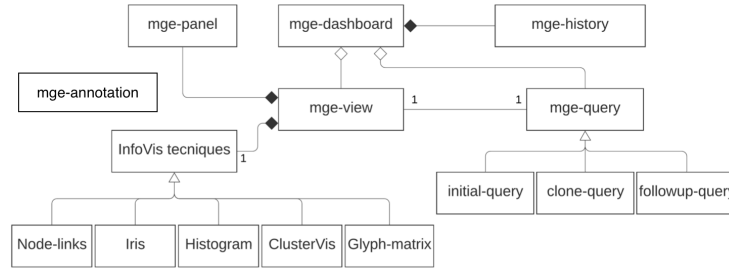 mge-panel
mge-dashboard
mge-history
mge-annotation
mge-view
1
1
mge-query
InfoVis tecniques
1
initial-query
clone-query
followup-query
Node-links
Iris
Histogram
ClusterVis
Glyph-matrix